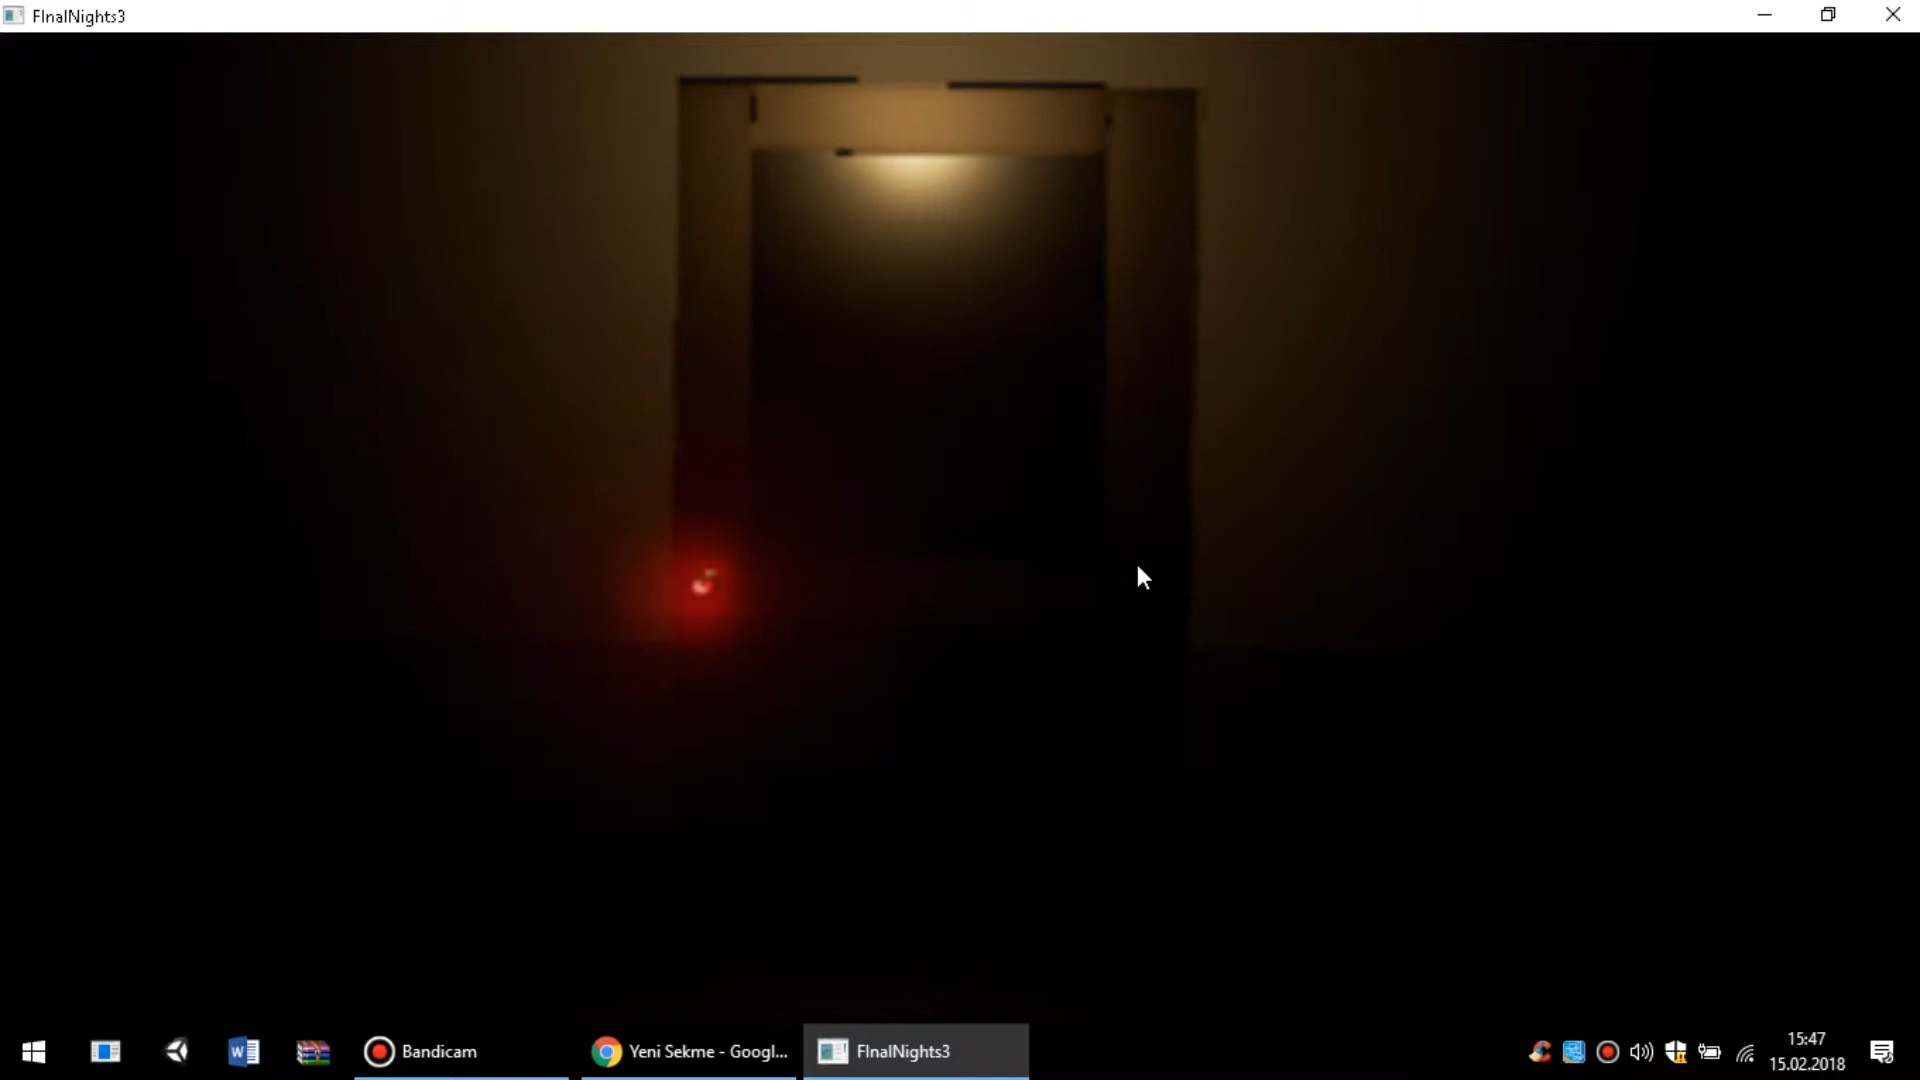 FInalNights3
Bandicam
Yeni Sekme - Googl...
FInalNights3
15:47
15.02.2018